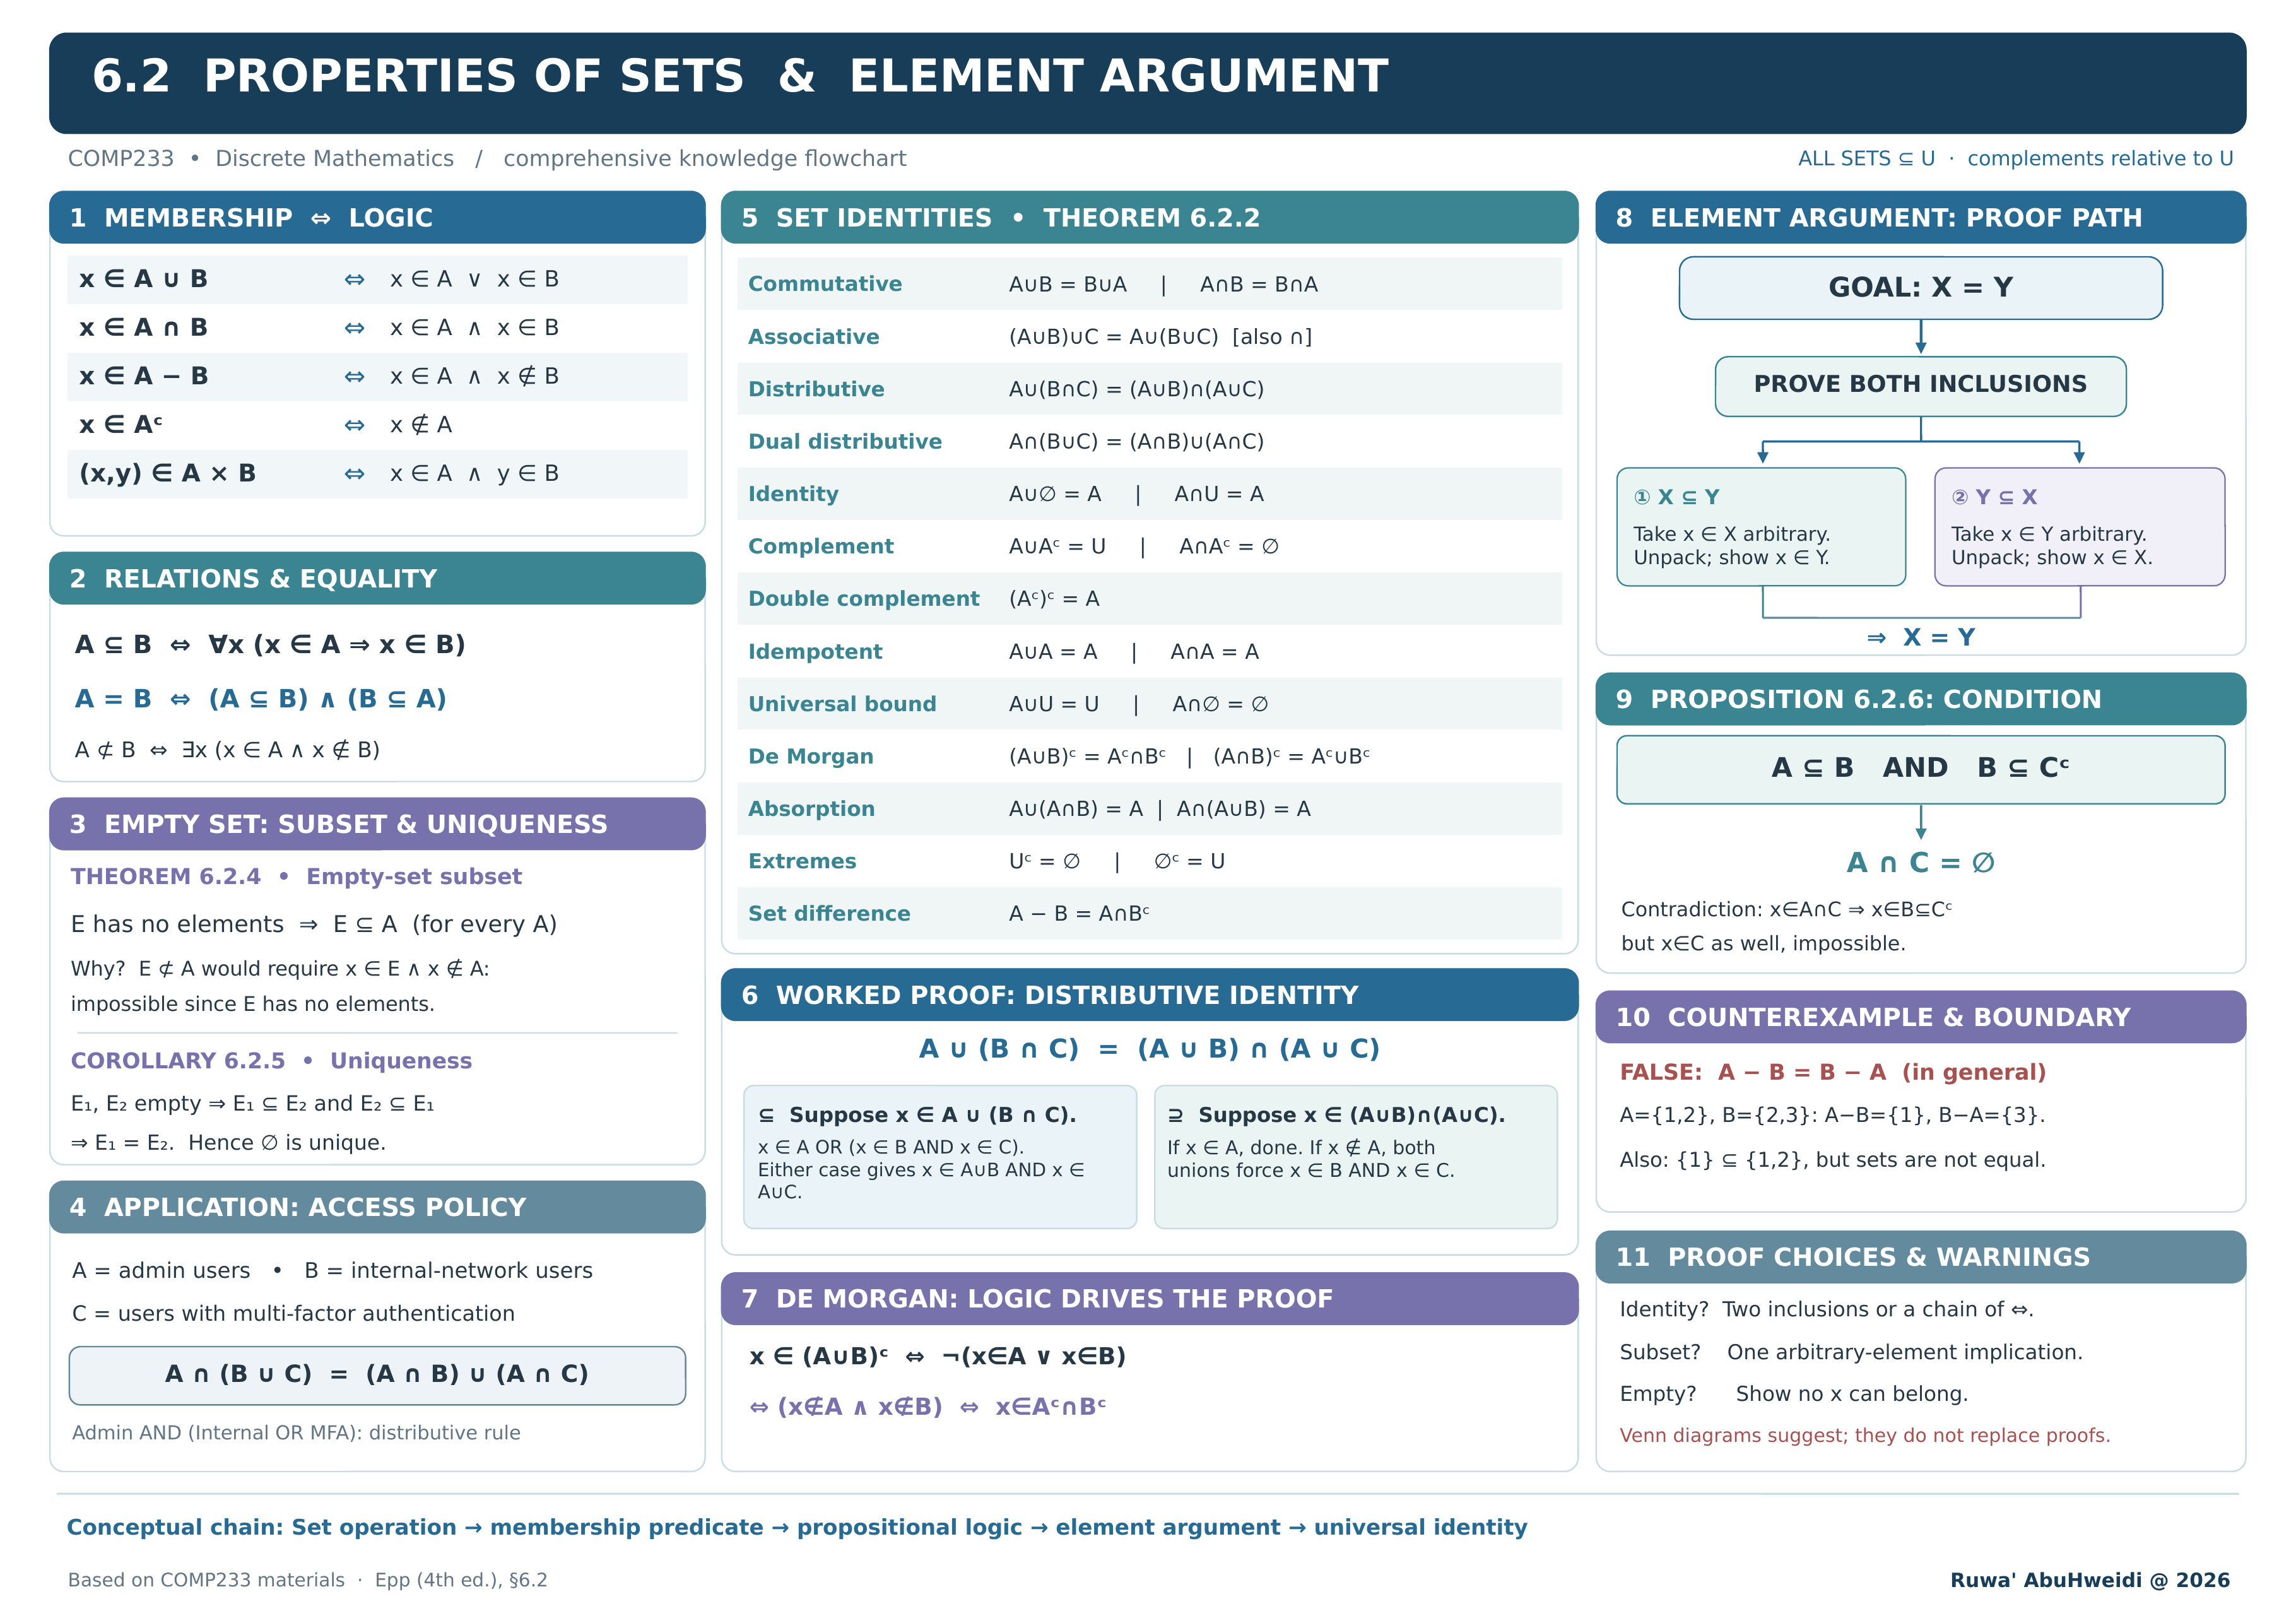 6.2 PROPERTIES OF SETS & ELEMENT ARGUMENT
COMP233 • Discrete Mathematics / comprehensive knowledge flowchart
ALL SETS ⊆ U · complements relative to U
1 MEMBERSHIP ⇔ LOGIC
x ∈ A ∪ B ⇔ x ∈ A ∨ x ∈ B
x ∈ A ∩ B ⇔ x ∈ A ∧ x ∈ B
x ∈ A − B ⇔ x ∈ A ∧ x ∉ B
x ∈ Aᶜ ⇔ x ∉ A
(x,y) ∈ A × B ⇔ x ∈ A ∧ y ∈ B
2 RELATIONS & EQUALITY
A ⊆ B ⇔ ∀x (x ∈ A ⇒ x ∈ B)
A = B ⇔ (A ⊆ B) ∧ (B ⊆ A)
A ⊄ B ⇔ ∃x (x ∈ A ∧ x ∉ B)
3 EMPTY SET: SUBSET & UNIQUENESS
THEOREM 6.2.4 • Empty-set subset
E has no elements ⇒ E ⊆ A (for every A)
Why? E ⊄ A would require x ∈ E ∧ x ∉ A:
impossible since E has no elements.
COROLLARY 6.2.5 • Uniqueness
E₁, E₂ empty ⇒ E₁ ⊆ E₂ and E₂ ⊆ E₁
⇒ E₁ = E₂. Hence ∅ is unique.
4 APPLICATION: ACCESS POLICY
A = admin users • B = internal-network users
C = users with multi-factor authentication
A ∩ (B ∪ C) = (A ∩ B) ∪ (A ∩ C)
Admin AND (Internal OR MFA): distributive rule
5 SET IDENTITIES • THEOREM 6.2.2
Commutative A∪B = B∪A | A∩B = B∩A
Associative (A∪B)∪C = A∪(B∪C) [also ∩]
Distributive A∪(B∩C) = (A∪B)∩(A∪C)
Dual distributive A∩(B∪C) = (A∩B)∪(A∩C)
Identity A∪∅ = A | A∩U = A
Complement A∪Aᶜ = U | A∩Aᶜ = ∅
Double complement (Aᶜ)ᶜ = A
Idempotent A∪A = A | A∩A = A
Universal bound A∪U = U | A∩∅ = ∅
De Morgan (A∪B)ᶜ = Aᶜ∩Bᶜ | (A∩B)ᶜ = Aᶜ∪Bᶜ
Absorption A∪(A∩B) = A | A∩(A∪B) = A
Extremes Uᶜ = ∅ | ∅ᶜ = U
Set difference A − B = A∩Bᶜ
6 WORKED PROOF: DISTRIBUTIVE IDENTITY
A ∪ (B ∩ C) = (A ∪ B) ∩ (A ∪ C)
⊆ Suppose x ∈ A ∪ (B ∩ C).
x ∈ A OR (x ∈ B AND x ∈ C).
Either case gives x ∈ A∪B AND x ∈
A∪C.
⊇ Suppose x ∈ (A∪B)∩(A∪C).
If x ∈ A, done. If x ∉ A, both
unions force x ∈ B AND x ∈ C.
7 DE MORGAN: LOGIC DRIVES THE PROOF
x ∈ (A∪B)ᶜ ⇔ ¬(x∈A ∨ x∈B)
⇔ (x∉A ∧ x∉B) ⇔ x∈Aᶜ∩Bᶜ
8 ELEMENT ARGUMENT: PROOF PATH
GOAL: X = Y
PROVE BOTH INCLUSIONS
① X ⊆ Y
Take x ∈ X arbitrary.
Unpack; show x ∈ Y.
② Y ⊆ X
Take x ∈ Y arbitrary.
Unpack; show x ∈ X.
⇒ X = Y
9 PROPOSITION 6.2.6: CONDITION
A ⊆ B AND B ⊆ Cᶜ
A ∩ C = ∅
Contradiction: x∈A∩C ⇒ x∈B⊆Cᶜ
but x∈C as well, impossible.
10 COUNTEREXAMPLE & BOUNDARY
FALSE: A − B = B − A (in general)
A={1,2}, B={2,3}: A−B={1}, B−A={3}.
Also: {1} ⊆ {1,2}, but sets are not equal.
11 PROOF CHOICES & WARNINGS
Identity? Two inclusions or a chain of ⇔.
Subset? One arbitrary-element implication.
Empty? Show no x can belong.
Venn diagrams suggest; they do not replace proofs.
Conceptual chain: Set operation → membership predicate → propositional logic → element argument → universal identity
Based on COMP233 materials · Epp (4th ed.), §6.2
Ruwa' AbuHweidi @ 2026